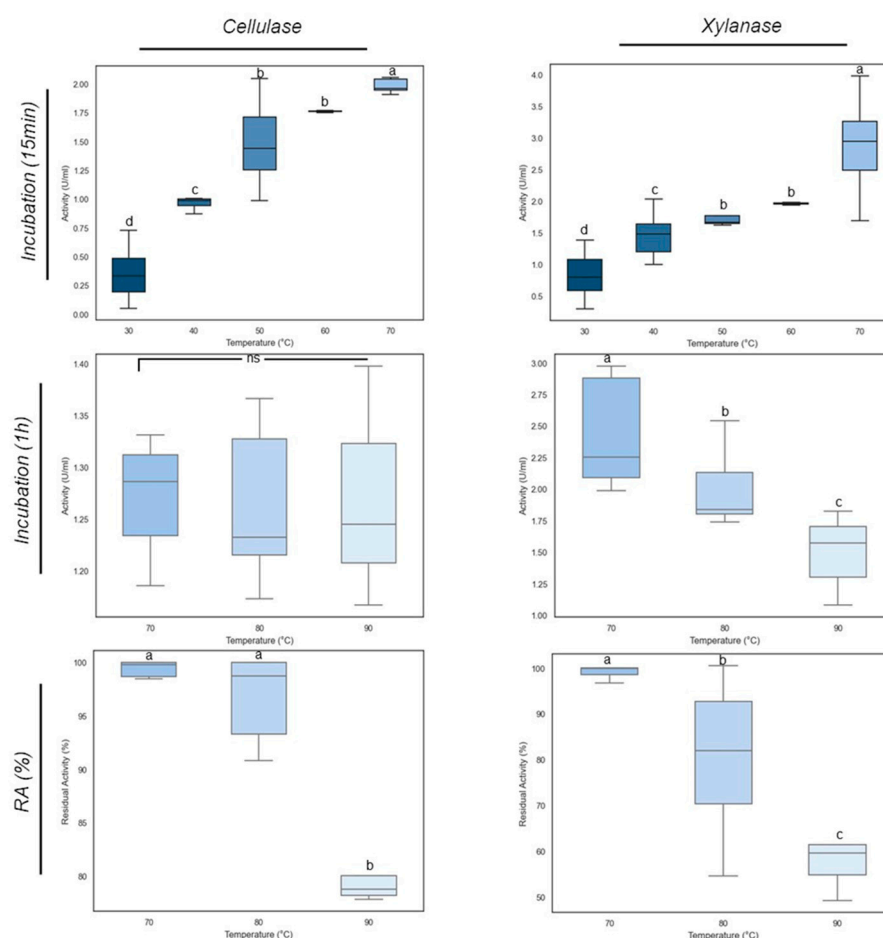 Cellulase
Xylanase
Incubation (15min)
Activity (U/ml)
2.00
1.75
1.50
1.25
1.00
0.75
0.50
0.25
0.00
d
c
b
b
a
30 40 50 60 70
Temperature (°C)
Activity (U/ml)
4.0
3.5
3.0
2.5
2.0
1.5
1.0
0.5
d
c
b
b
a
30 40 50 60 70
Temperature (°C)
Incubation (1h)
Activity (U/ml)
1.40
1.35
1.30
1.25
1.20
ns
70 80 90
Temperature (°C)
Activity (U/ml)
3.00
2.75
2.50
2.25
2.00
1.75
1.50
1.25
1.00
a
b
c
70 80 90
Temperature (°C)
RA (%)
Residual Activity (%)
100
95
90
85
80
a
a
b
70 80 90
Temperature (°C)
Residual Activity (%)
100
90
80
70
60
50
a
b
c
70 80 90
Temperature (°C)